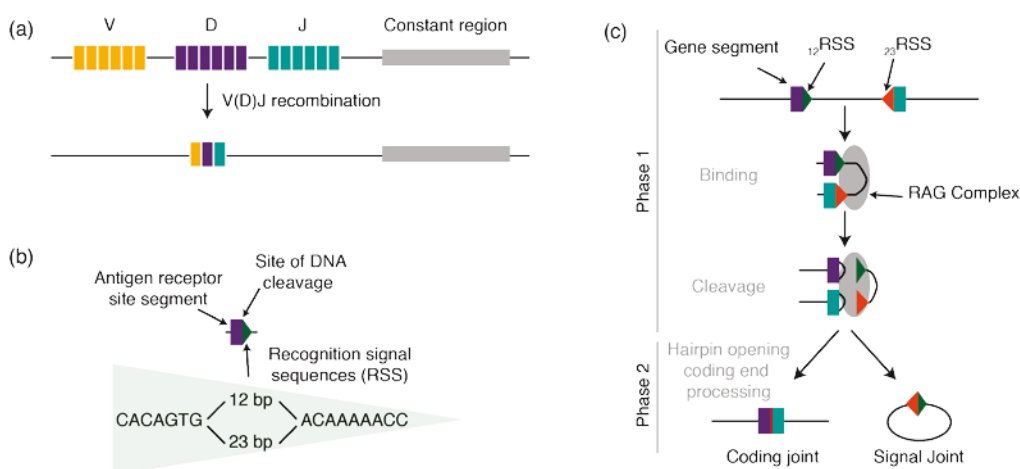 (a)
V D J Constant region
V(D)J recombination
(b)
Antigen receptor
site segment
Site of DNA
cleavage
Recognition signal
sequences (RSS)
12 bp
CACAGTG ACAAAAACC
23 bp
(c)
Gene segment 12RSS 23RSS
Phase 1
Binding
RAG Complex
Cleavage
Phase 2
Hairpin opening
coding end
processing
Coding joint Signal Joint